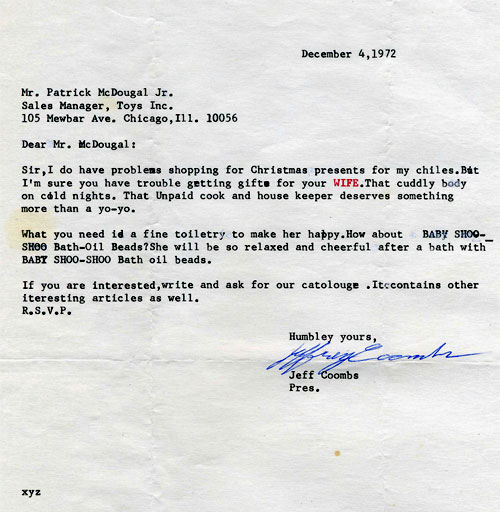 December 4,1972
Mr. Patrick McDougal Jr.
Sales Manager, Toys Inc.
105 Mewbar Ave. Chicago,Ill. 10056
Dear Mr. McDougal:
Sir,I do have problems shopping for Christmas presents for my chiles.But
I'm sure you have trouble getting gifts for your WIFE.That cuddly body
on cold nights. That Unpaid cook and house keeper deserves something
more than a yo-yo.
What you need is a fine toiletry to make her happy.How about BABY SHOO-
SHOO Bath-Oil Beads?She will be so relaxed and cheerful after a bath with
BABY SHOO-SHOO Bath oil beads.
If you are interested,write and ask for our catolouge .Itccontains other
iteresting articles as well.
R.S.V.P.
Humbley yours,
Jeffrey Coombs
Jeff Coombs
Pres.
xyz